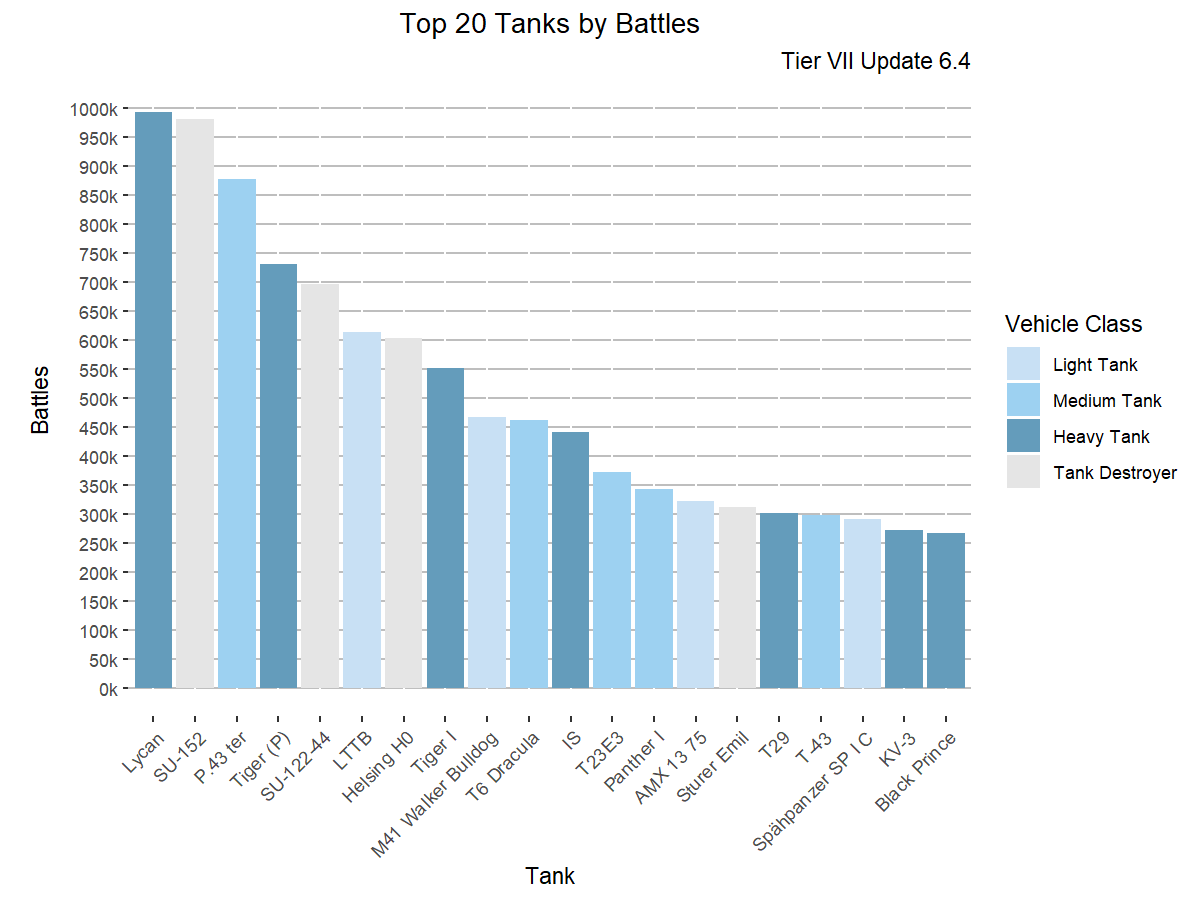 Top 20 Tanks by Battles
Tier VII Update 6.4
1000k
950k
900k
850k
800k
750k
700k
650k
600k
550k
500k
450k
400k
350k
300k
250k
200k
150k
100k
50k
0k
Battles
Lycan
SU-152
P.43 ter
Tiger (P)
SU-122-44
LTTB
Helsing H0
Tiger I
M41 Walker Bulldog
T6 Dracula
IS
T23E3
Panther I
AMX 13 75
Sturer Emil
T29
T-43
Spähpanzer SP I C
KV-3
Black Prince
Tank
Vehicle Class
Light Tank
Medium Tank
Heavy Tank
Tank Destroyer